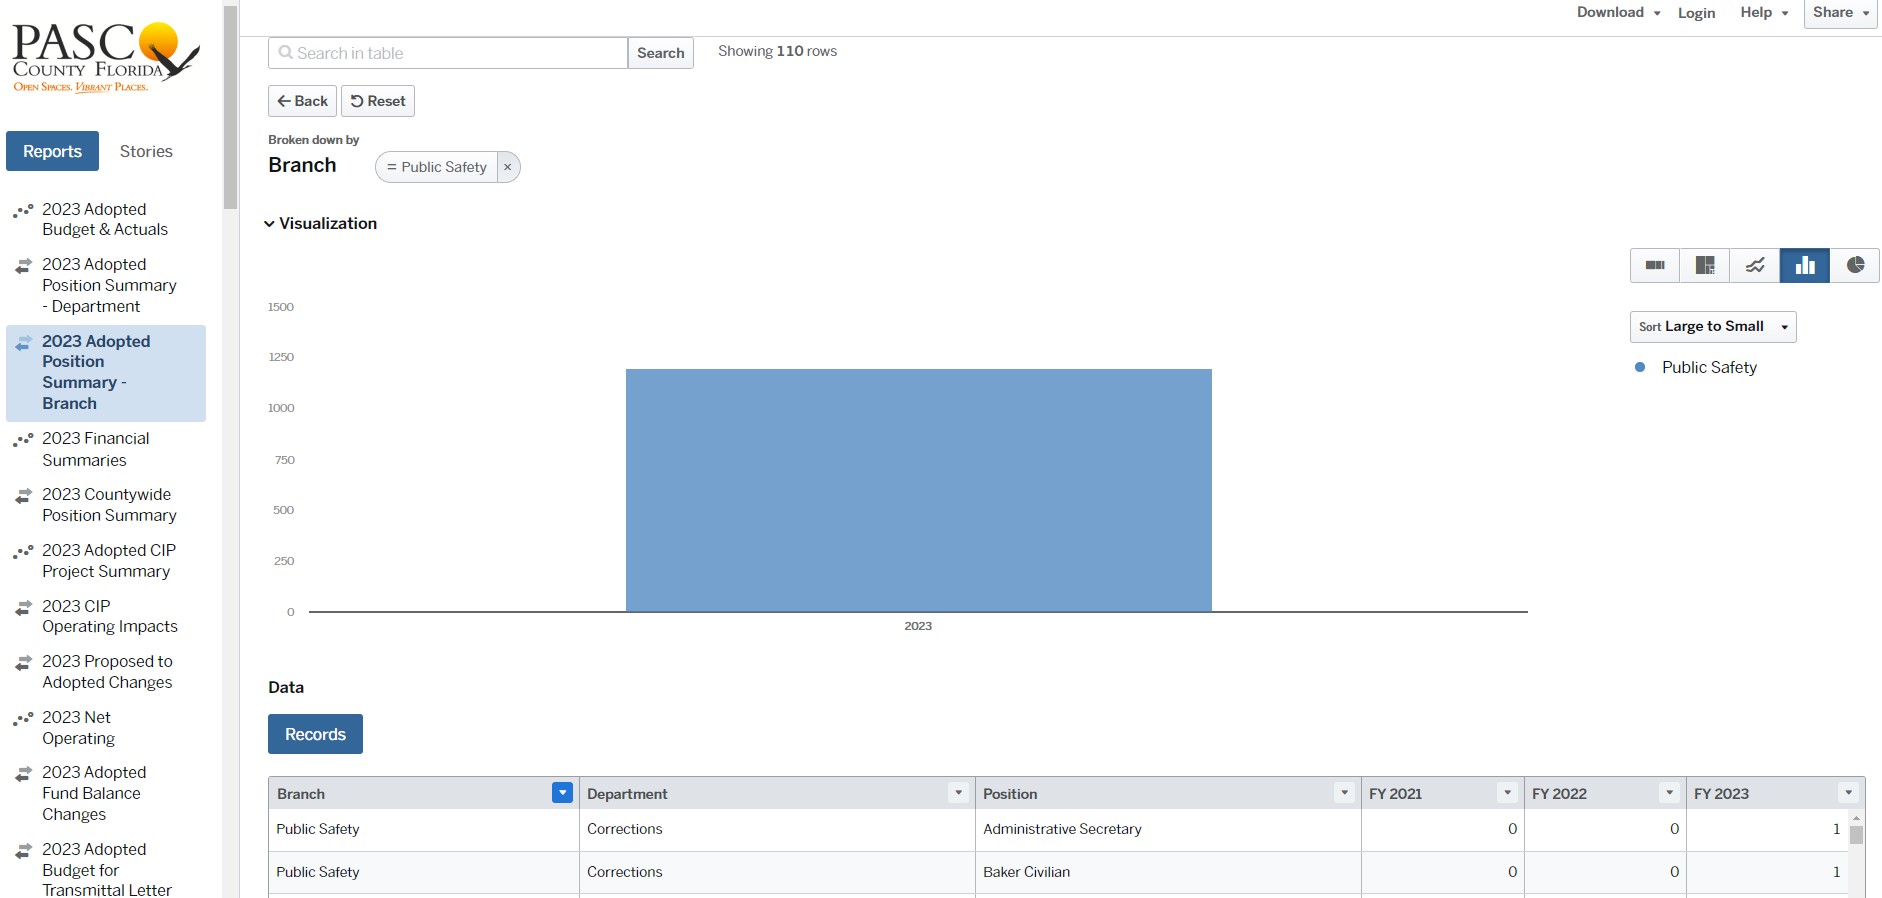 PASCO
COUNTY FLORIDA
OPEN SPACES. VIBRANT PLACES.
Reports
Stories
2023 Adopted
Budget & Actuals
2023 Adopted
Position Summary
- Department
2023 Adopted
Position
Summary -
Branch
2023 Financial
Summaries
2023 Countywide
Position Summary
2023 Adopted CIP
Project Summary
2023 CIP
Operating Impacts
2023 Proposed to
Adopted Changes
2023 Net
Operating
2023 Adopted
Fund Balance
Changes
2023 Adopted
Budget for
Transmittal Letter
Download Login Help Share
Search in table Search Showing 110 rows
Back Reset
Broken down by
Branch = Public Safety ×
Visualization
Sort Large to Small
Public Safety
1500
1250
1000
750
500
250
0
2023
Data
Records
Branch Department Position FY 2021 FY 2022 FY 2023
Public Safety Corrections Administrative Secretary 0 0 1
Public Safety Corrections Baker Civilian 0 0 1